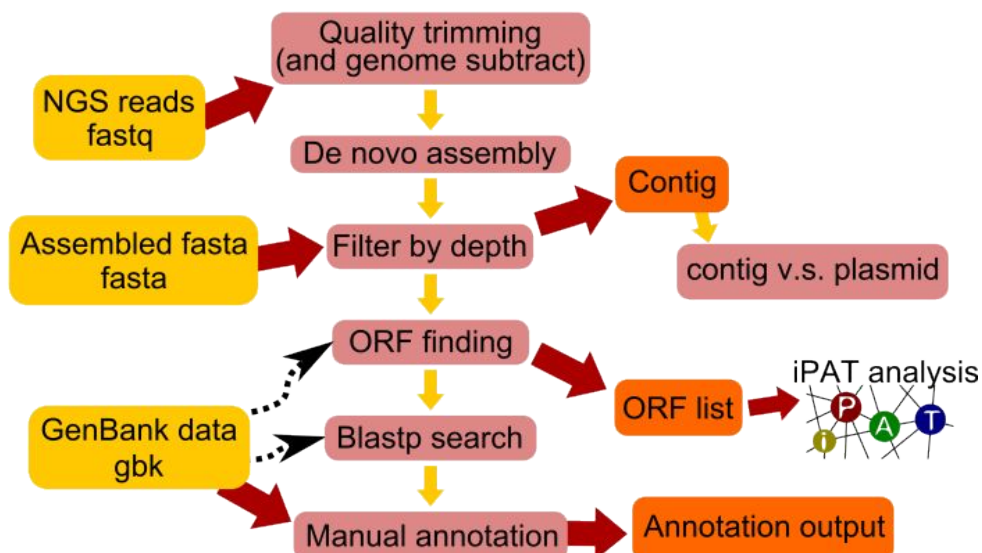 Quality trimming
(and genome subtract)
NGS reads
fastq
De novo assembly
Contig
Assembled fasta
fasta
Filter by depth
contig v.s. plasmid
ORF finding
iPAT analysis
ORF list
i P A T
GenBank data
gbk
Blastp search
Manual annotation
Annotation output